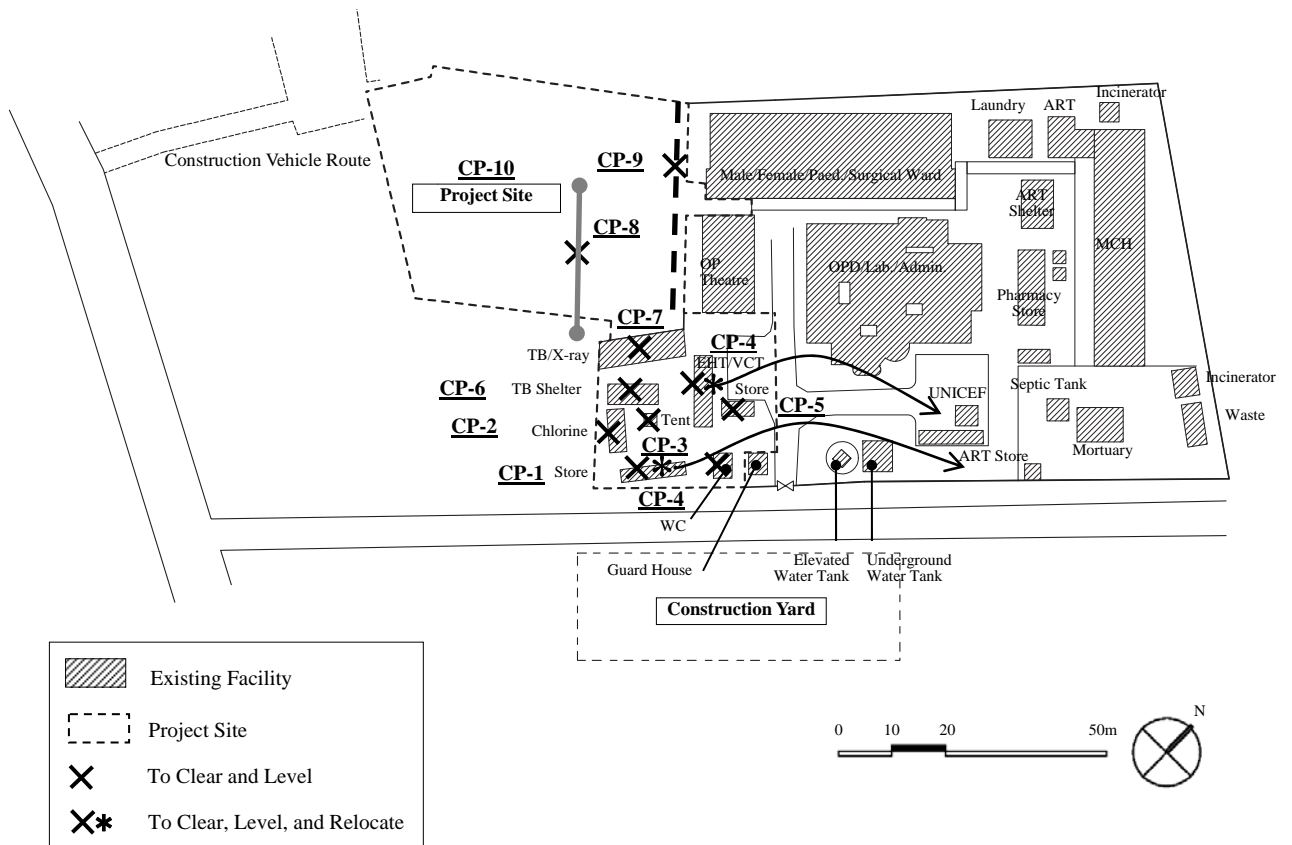 Incinerator
Laundry
ART
Construction Vehicle Route
CP-10
Project Site
CP-9
Male/Female/Paed./Surgical Ward
ART
Shelter
CP-8
MCH
OP
Theatre
OPD/Lab./Admin.
Pharmacy
Store
CP-7
TB/X-ray
CP-4
EHT/VCT
CP-6
TB Shelter
Store
UNICEF
Septic Tank
Incinerator
CP-5
CP-2
Chlorine
Tent
Waste
CP-3
ART Store
Mortuary
CP-1
Store
CP-4
WC
Guard House
Elevated
Water Tank
Underground
Water Tank
Construction Yard
Existing Facility
Project Site
To Clear and Level
To Clear, Level, and Relocate
0 10 20 50m
N